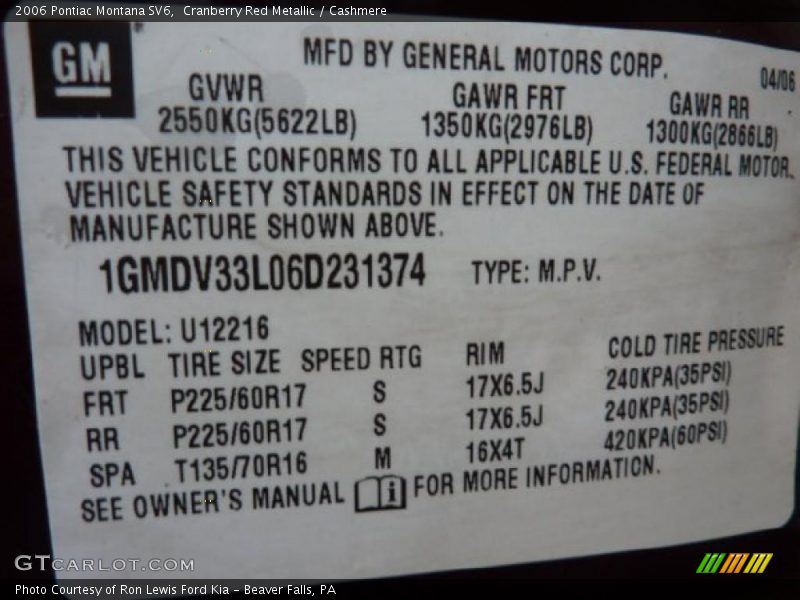 2006 Pontiac Montana SV6, Cranberry Red Metallic / Cashmere
GM
MFD BY GENERAL MOTORS CORP.
04/06
GVWR GAWR FRT GAWR RR
2550KG(5622LB) 1350KG(2976LB) 1300KG(2866LB)
THIS VEHICLE CONFORMS TO ALL APPLICABLE U.S. FEDERAL MOTOR
VEHICLE SAFETY STANDARDS IN EFFECT ON THE DATE OF
MANUFACTURE SHOWN ABOVE.
1GMDV33L06D231374 TYPE: M.P.V.
MODEL: U12216
UPBL TIRE SIZE SPEED RTG RIM COLD TIRE PRESSURE
FRT P225/60R17 S 17X6.5J 240KPA(35PSI)
RR P225/60R17 S 17X6.5J 240KPA(35PSI)
SPA T135/70R16 M 16X4T 420KPA(60PSI)
SEE OWNER'S MANUAL FOR MORE INFORMATION.
GTCARLOT.COM
Photo Courtesy of Ron Lewis Ford Kia - Beaver Falls, PA